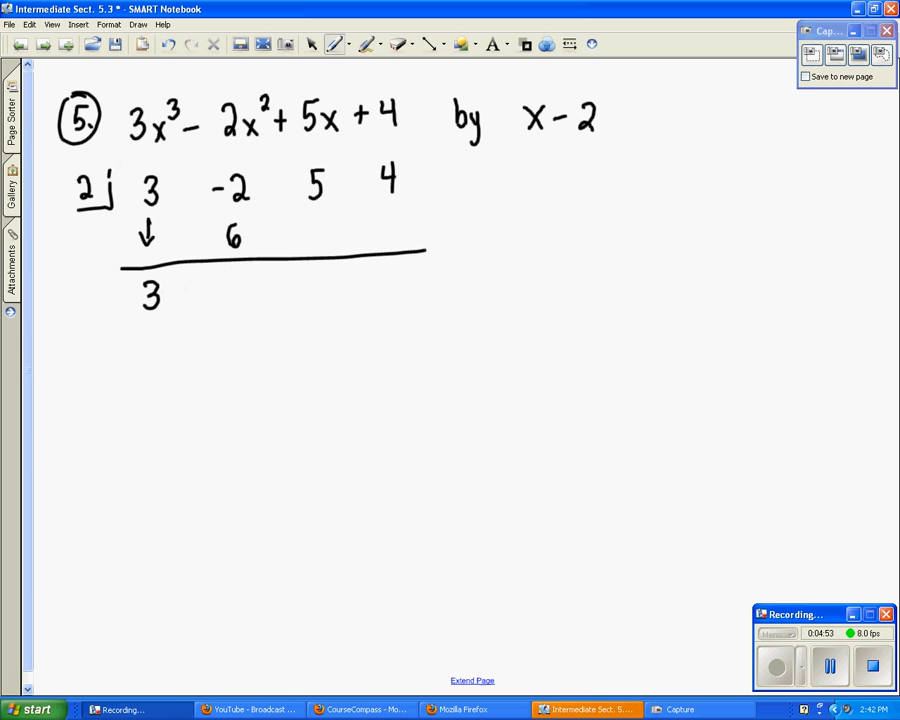 Intermediate Sect. 5.3 * - SMART Notebook
File Edit View Insert Format Draw Help
Cap...
Save to new page
Page Sorter
Gallery
Attachments
5. 3x³ - 2x² + 5x + 4 by x - 2
2 3 -2 5 4
↓ 6
3
Extend Page
Recording...
Menu
0:04:53 8.0 fps
start Recording... YouTube - Broadcast ... CourseCompass - Mo... Mozilla Firefox Intermediate Sect. 5.... Capture 2:42 PM